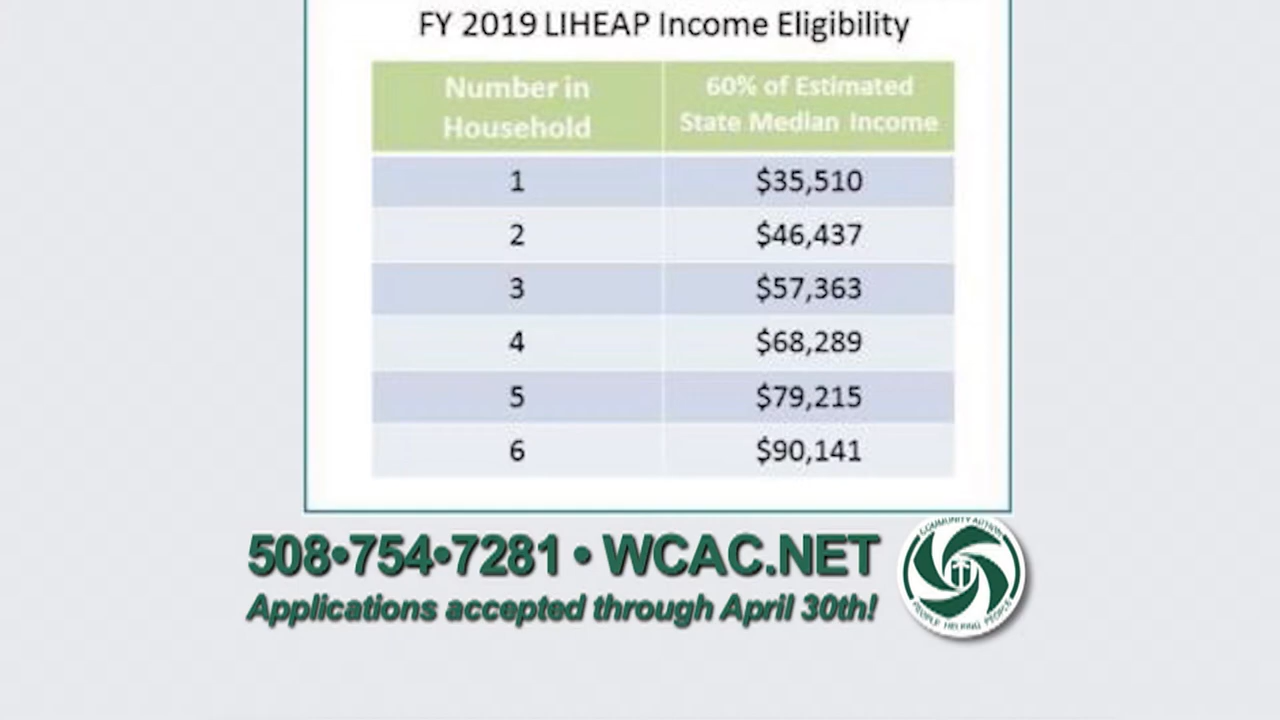 FY 2019 LIHEAP Income Eligibility
Number in Household
60% of Estimated State Median Income
1 $35,510
2 $46,437
3 $57,363
4 $68,289
5 $79,215
6 $90,141
508•754•7281 • WCAC.NET
Applications accepted through April 30th!
COMMUNITY ACTION
PEOPLE HELPING PEOPLE